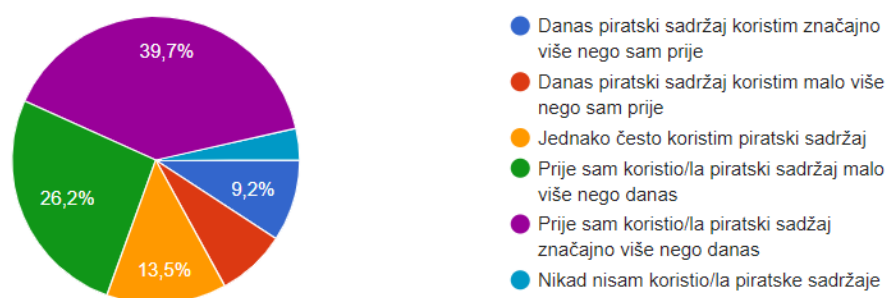 39,7%
26,2%
13,5%
9,2%
Danas piratski sadržaj koristim značajno
više nego sam prije
Danas piratski sadržaj koristim malo više
nego sam prije
Jednako često koristim piratski sadržaj
Prije sam koristio/la piratski sadržaj malo
više nego danas
Prije sam koristio/la piratski sadžaj
značajno više nego danas
Nikad nisam koristio/la piratske sadržaje